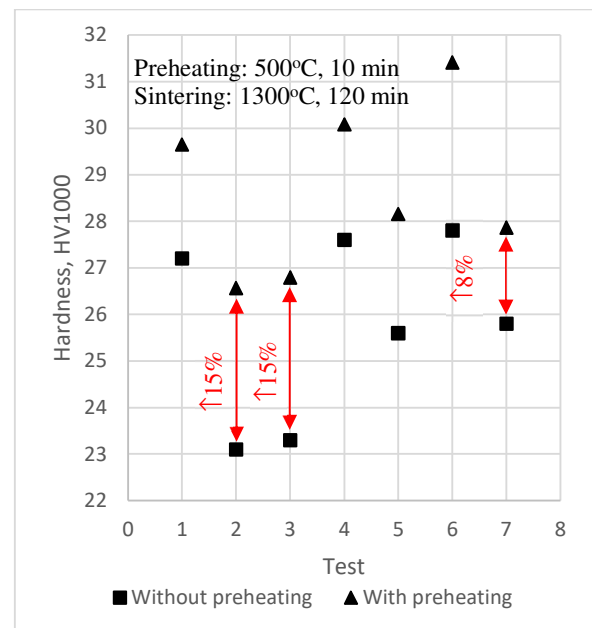 Preheating: 500°C, 10 min
Sintering: 1300°C, 120 min
32
31
30
29
28
27
26
25
24
23
22
Hardness, HV1000
↑15%
↑15%
↑8%
0 1 2 3 4 5 6 7 8
Test
Without preheating With preheating